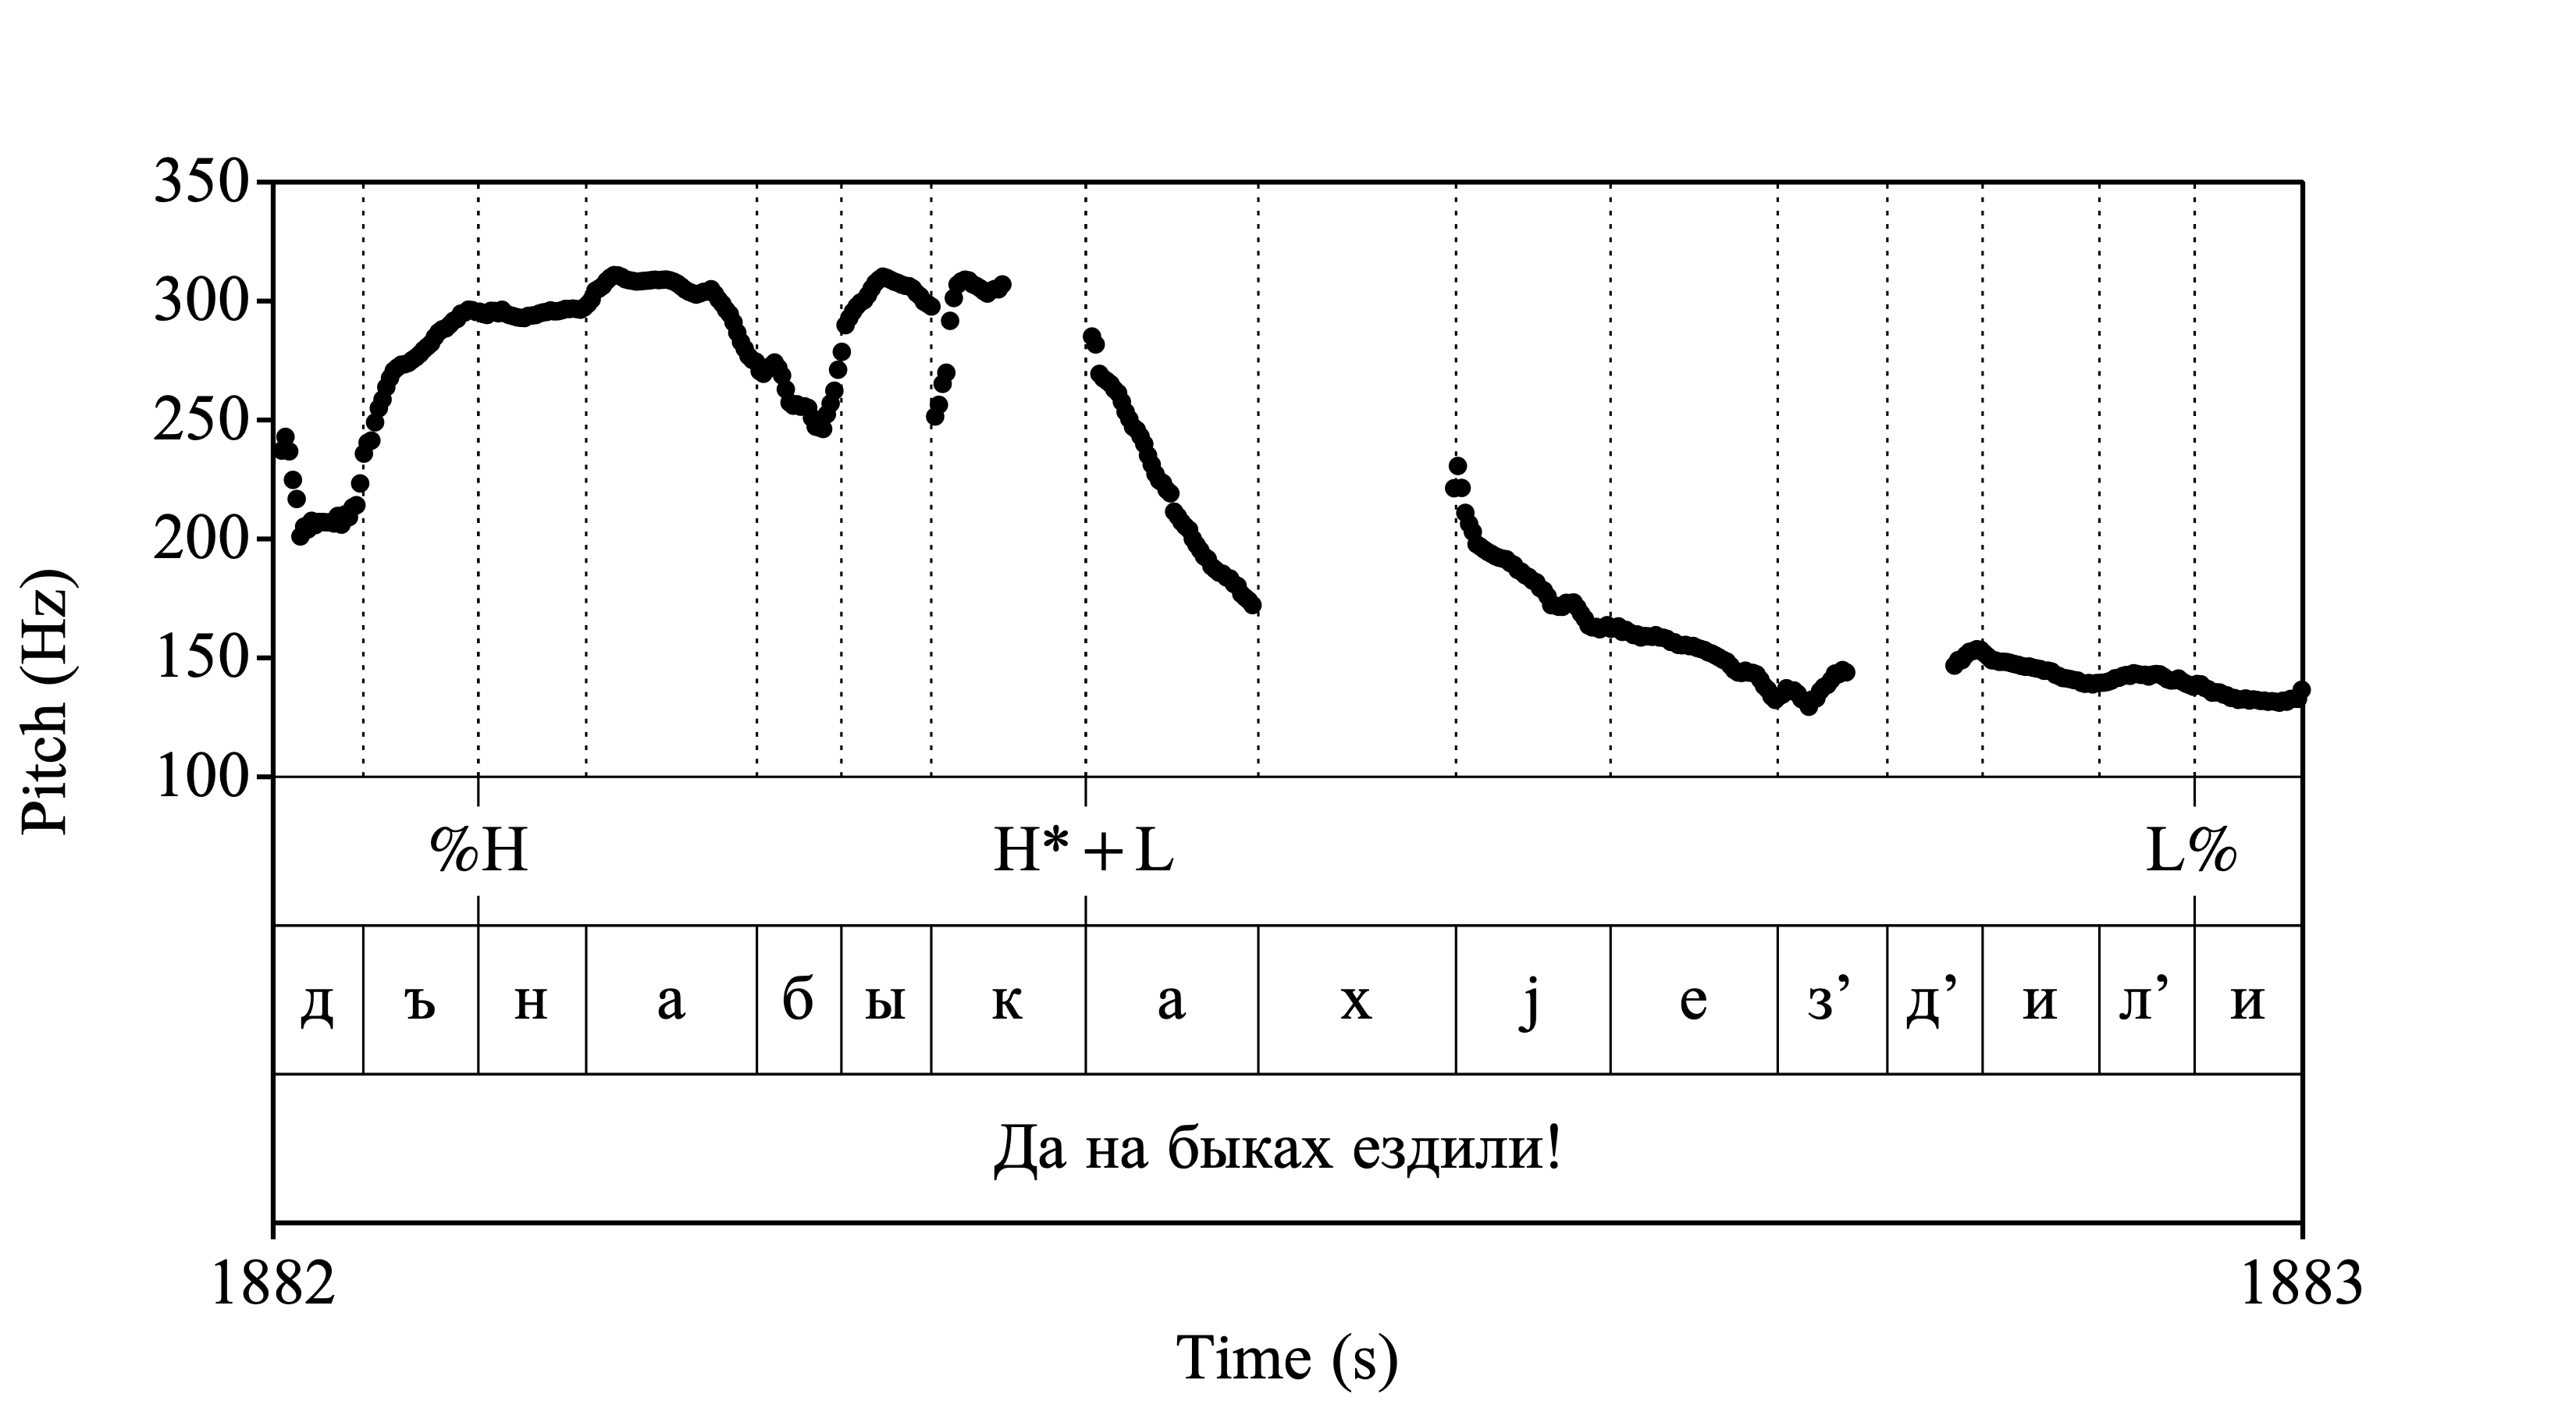 350
300
250
200
150
100
Pitch (Hz)
%H H*+L L%
д ъ н а б ы к а х j е з’ д’ и л’ и
Да на быках ездили!
1882 1883
Time (s)